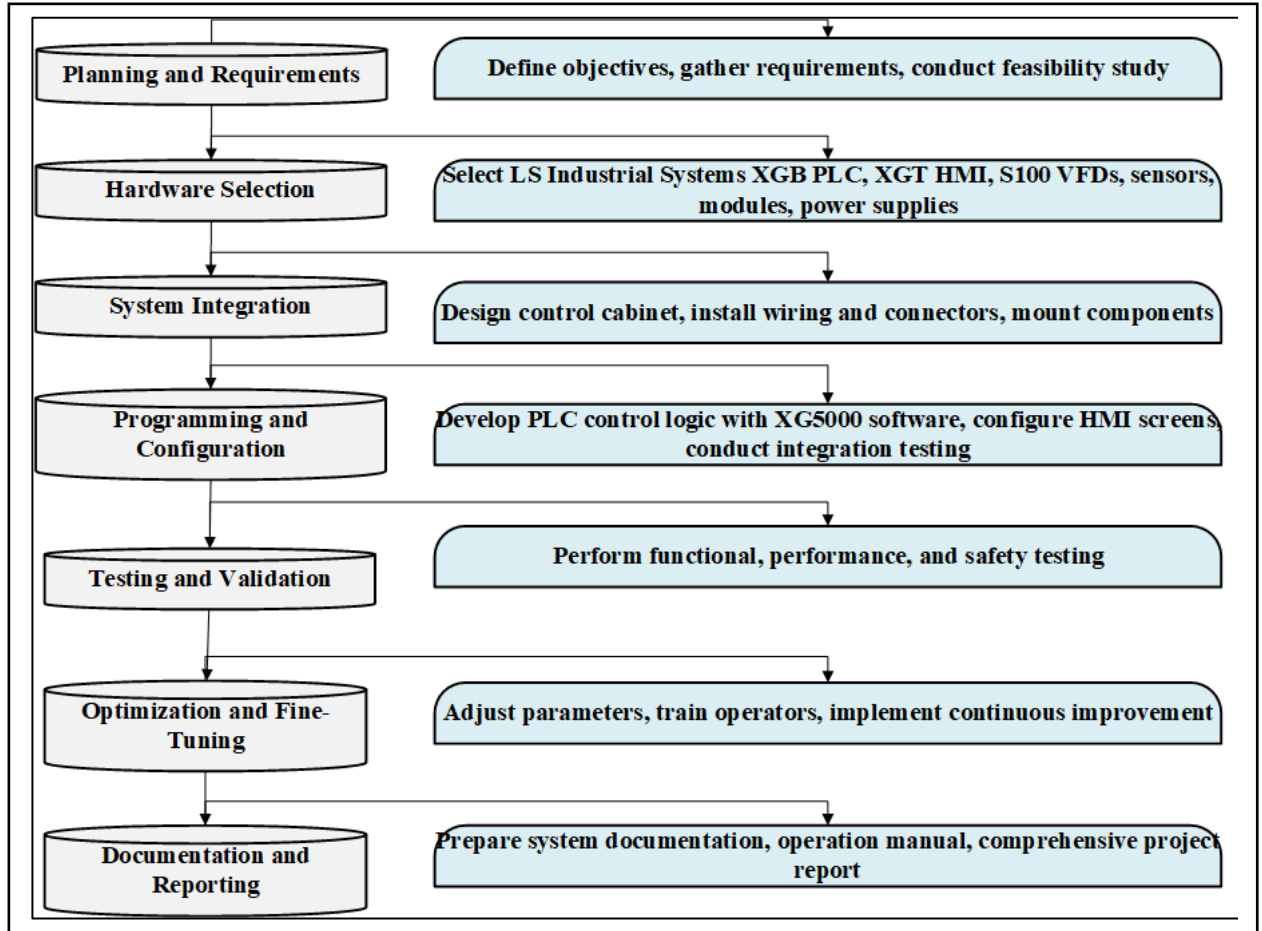 Planning and Requirements
Define objectives, gather requirements, conduct feasibility study
Hardware Selection
Select LS Industrial Systems XGB PLC, XGT HMI, S100 VFDs, sensors,
modules, power supplies
System Integration
Design control cabinet, install wiring and connectors, mount components
Programming and
Configuration
Develop PLC control logic with XG5000 software, configure HMI screens,
conduct integration testing
Testing and Validation
Perform functional, performance, and safety testing
Optimization and Fine-
Tuning
Adjust parameters, train operators, implement continuous improvement
Documentation and
Reporting
Prepare system documentation, operation manual, comprehensive project
report